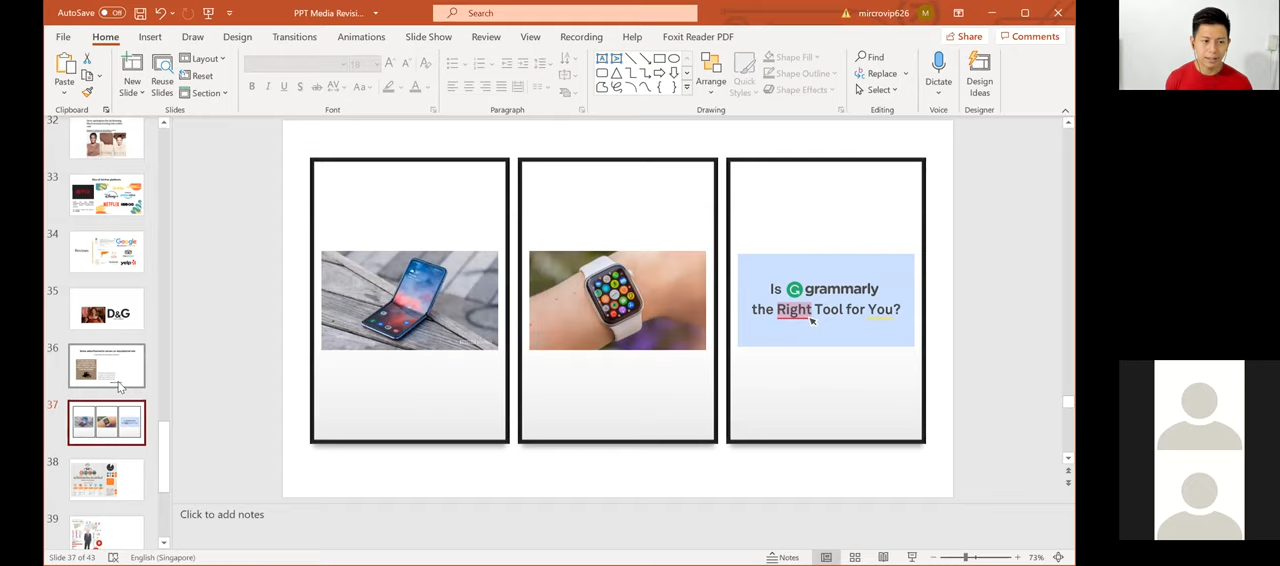 AutoSave Off PPT Media Revisi... Search mircrovip626 M
File Home Insert Draw Design Transitions Animations Slide Show Review View Recording Help Foxit Reader PDF Share Comments
Paste New Slide Reuse Slides Layout Reset Section 18 Arrange Quick Styles Shape Fill Shape Outline Shape Effects Find Replace Select Dictate Design Ideas
Clipboard Slides Font Paragraph Drawing Editing Voice Designer
32
33
NETFLIX
34
Google
yelp
35
D&G
36
37
38
39
Is grammarly
the Right Tool for You?
Click to add notes
Slide 37 of 43 English (Singapore) Notes 73%